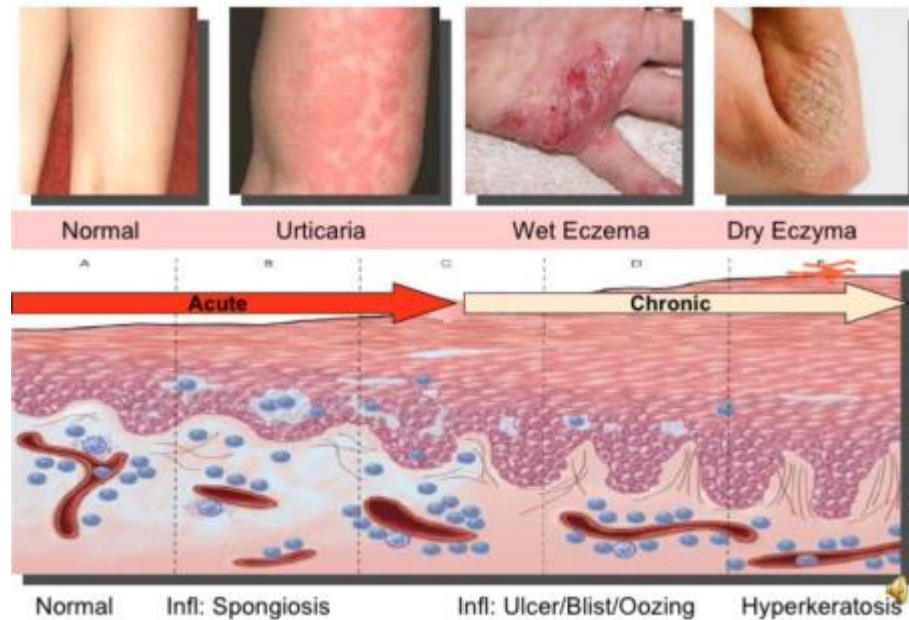 Normal
Urticaria
Wet Eczema
Dry Eczyma
A
B
C
D
E
Acute
Chronic
Normal
Infl: Spongiosis
Infl: Ulcer/Blist/Oozing
Hyperkeratosis